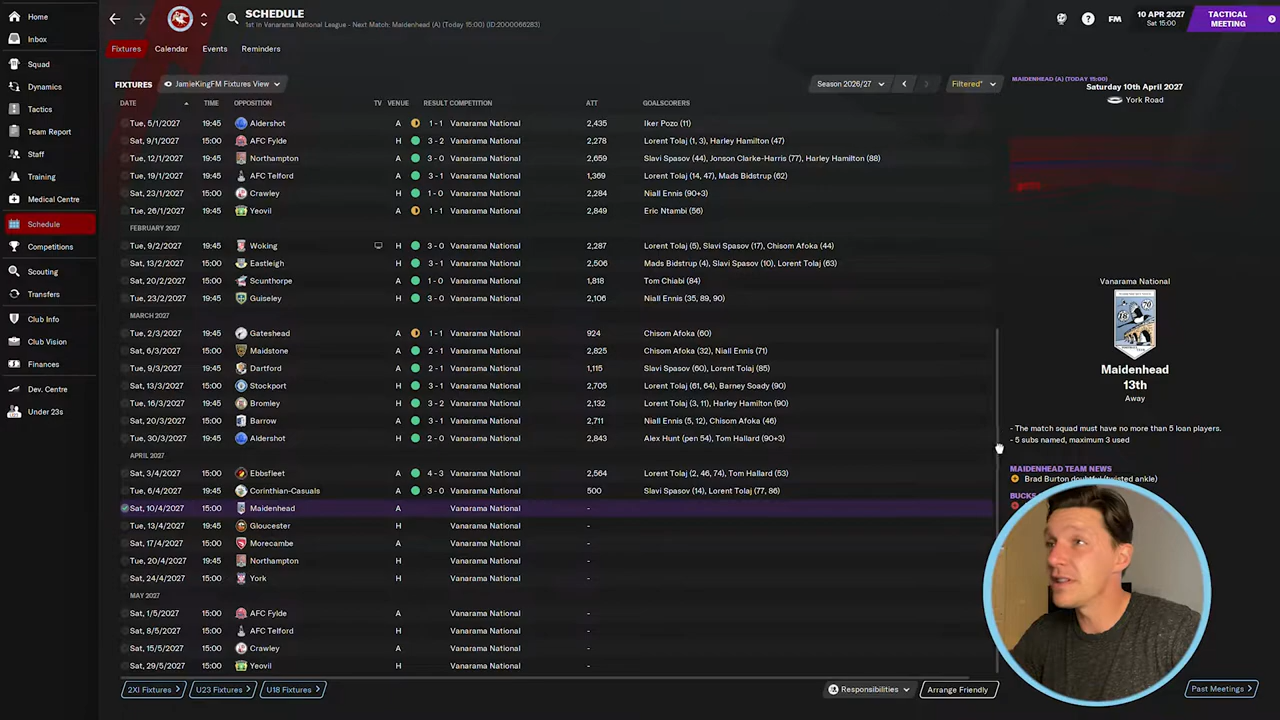 Home
Inbox
Squad
Dynamics
Tactics
Team Report
Staff
Training
Medical Centre
Schedule
Competitions
Scouting
Transfers
Club Info
Club Vision
Finances
Dev. Centre
Under 23s
SCHEDULE
1st in Vanarama National League - Next Match: Maidenhead (A) (Today 15:00) (ID:2000066283)
FM
10 APR 2027
Sat 15:00
TACTICAL MEETING
Fixtures Calendar Events Reminders
FIXTURES JamieKingFM Fixtures View Season 2026/27 Filtered*
DATE TIME OPPOSITION TV VENUE RESULT COMPETITION ATT GOALSCORERS
Tue, 5/1/2027 19:45 Aldershot A 1 - 1 Vanarama National 2,435 Iker Pozo (11)
Sat, 9/1/2027 15:00 AFC Fylde H 3 - 2 Vanarama National 2,278 Lorent Tolaj (1, 3), Harley Hamilton (47)
Tue, 12/1/2027 19:45 Northampton A 3 - 0 Vanarama National 2,659 Slavi Spasov (44), Jonson Clarke-Harris (77), Harley Hamilton (88)
Tue, 19/1/2027 19:45 AFC Telford A 3 - 1 Vanarama National 1,369 Lorent Tolaj (14, 47), Mads Bidstrup (62)
Sat, 23/1/2027 15:00 Crawley H 1 - 0 Vanarama National 2,284 Niall Ennis (90+3)
Tue, 26/1/2027 19:45 Yeovil A 1 - 1 Vanarama National 2,849 Eric Ntambi (56)
FEBRUARY 2027
Tue, 9/2/2027 19:45 Woking H 3 - 0 Vanarama National 2,287 Lorent Tolaj (5), Slavi Spasov (17), Chisom Afoka (44)
Sat, 13/2/2027 15:00 Eastleigh H 3 - 1 Vanarama National 2,506 Mads Bidstrup (4), Slavi Spasov (10), Lorent Tolaj (63)
Sat, 20/2/2027 15:00 Scunthorpe A 1 - 0 Vanarama National 1,818 Tom Chiabi (84)
Tue, 23/2/2027 19:45 Guiseley H 3 - 0 Vanarama National 2,106 Niall Ennis (35, 89, 90)
MARCH 2027
Tue, 2/3/2027 19:45 Gateshead A 1 - 1 Vanarama National 924 Chisom Afoka (60)
Sat, 6/3/2027 15:00 Maidstone A Vanarama National 2,825 Chisom Afoka (32), Niall Ennis (71)
Tue, 9/3/2027 19:45 Dartford A 2 - 1 Vanarama National 1,115 Slavi Spasov (60), Lorent Tolaj (85)
Sat, 13/3/2027 15:00 Stockport H 3 - 1 Vanarama National 2,705 Lorent Tolaj (61, 64), Barney Soady (90)
Tue, 16/3/2027 19:45 Bromley H 3 - 2 Vanarama National 2,132 Lorent Tolaj (3, 11), Harley Hamilton (90)
Sat, 20/3/2027 15:00 Barrow A 3 - 1 Vanarama National 2,711 Niall Ennis (5, 12), Chisom Afoka (46)
Tue, 30/3/2027 19:45 Aldershot H 2 - 0 Vanarama National 2,843 Alex Hunt (pen 54), Tom Hallard (90+3)
APRIL 2027
Sat, 3/4/2027 15:00 Ebbsfleet A 4 - 3 Vanarama National 2,564 Lorent Tolaj (2, 46, 74), Tom Hallard (53)
Tue, 6/4/2027 19:45 Corinthian-Casuals A 3 - 0 Vanarama National 500 Slavi Spasov (14), Lorent Tolaj (77, 86)
Sat, 10/4/2027 15:00 Maidenhead A Vanarama National -
Tue, 13/4/2027 19:45 Gloucester H Vanarama National -
Sat, 17/4/2027 15:00 Morecambe A Vanarama National -
Tue, 20/4/2027 19:45 Northampton H Vanarama National -
Sat, 24/4/2027 15:00 York H Vanarama National -
MAY 2027
Sat, 1/5/2027 15:00 AFC Fylde A Vanarama National -
Sat, 8/5/2027 15:00 AFC Telford H Vanarama National -
Sat, 15/5/2027 15:00 Crawley A Vanarama National -
Sat, 29/5/2027 15:00 Yeovil H Vanarama National -
2XI Fixtures U23 Fixtures U18 Fixtures Responsibilities Arrange Friendly Past Meetings
MAIDENHEAD (A) (TODAY 15:00)
Saturday 10th April 2027
York Road
Vanarama National
Maidenhead
13th
Away
- The match squad must have no more than 5 loan players.
- 5 subs named, maximum 3 used
MAIDENHEAD TEAM NEWS
Brad Burton doubtful (twisted ankle)
BUCKS